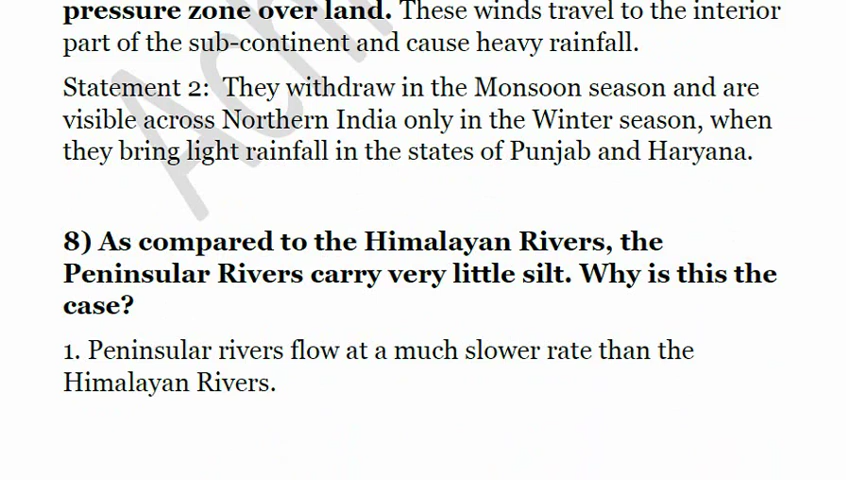 pressure zone over land. These winds travel to the interior
part of the sub-continent and cause heavy rainfall.
Statement 2:  They withdraw in the Monsoon season and are
visible across Northern India only in the Winter season, when
they bring light rainfall in the states of Punjab and Haryana.
8) As compared to the Himalayan Rivers, the
Peninsular Rivers carry very little silt. Why is this the
case?
1. Peninsular rivers flow at a much slower rate than the
Himalayan Rivers.